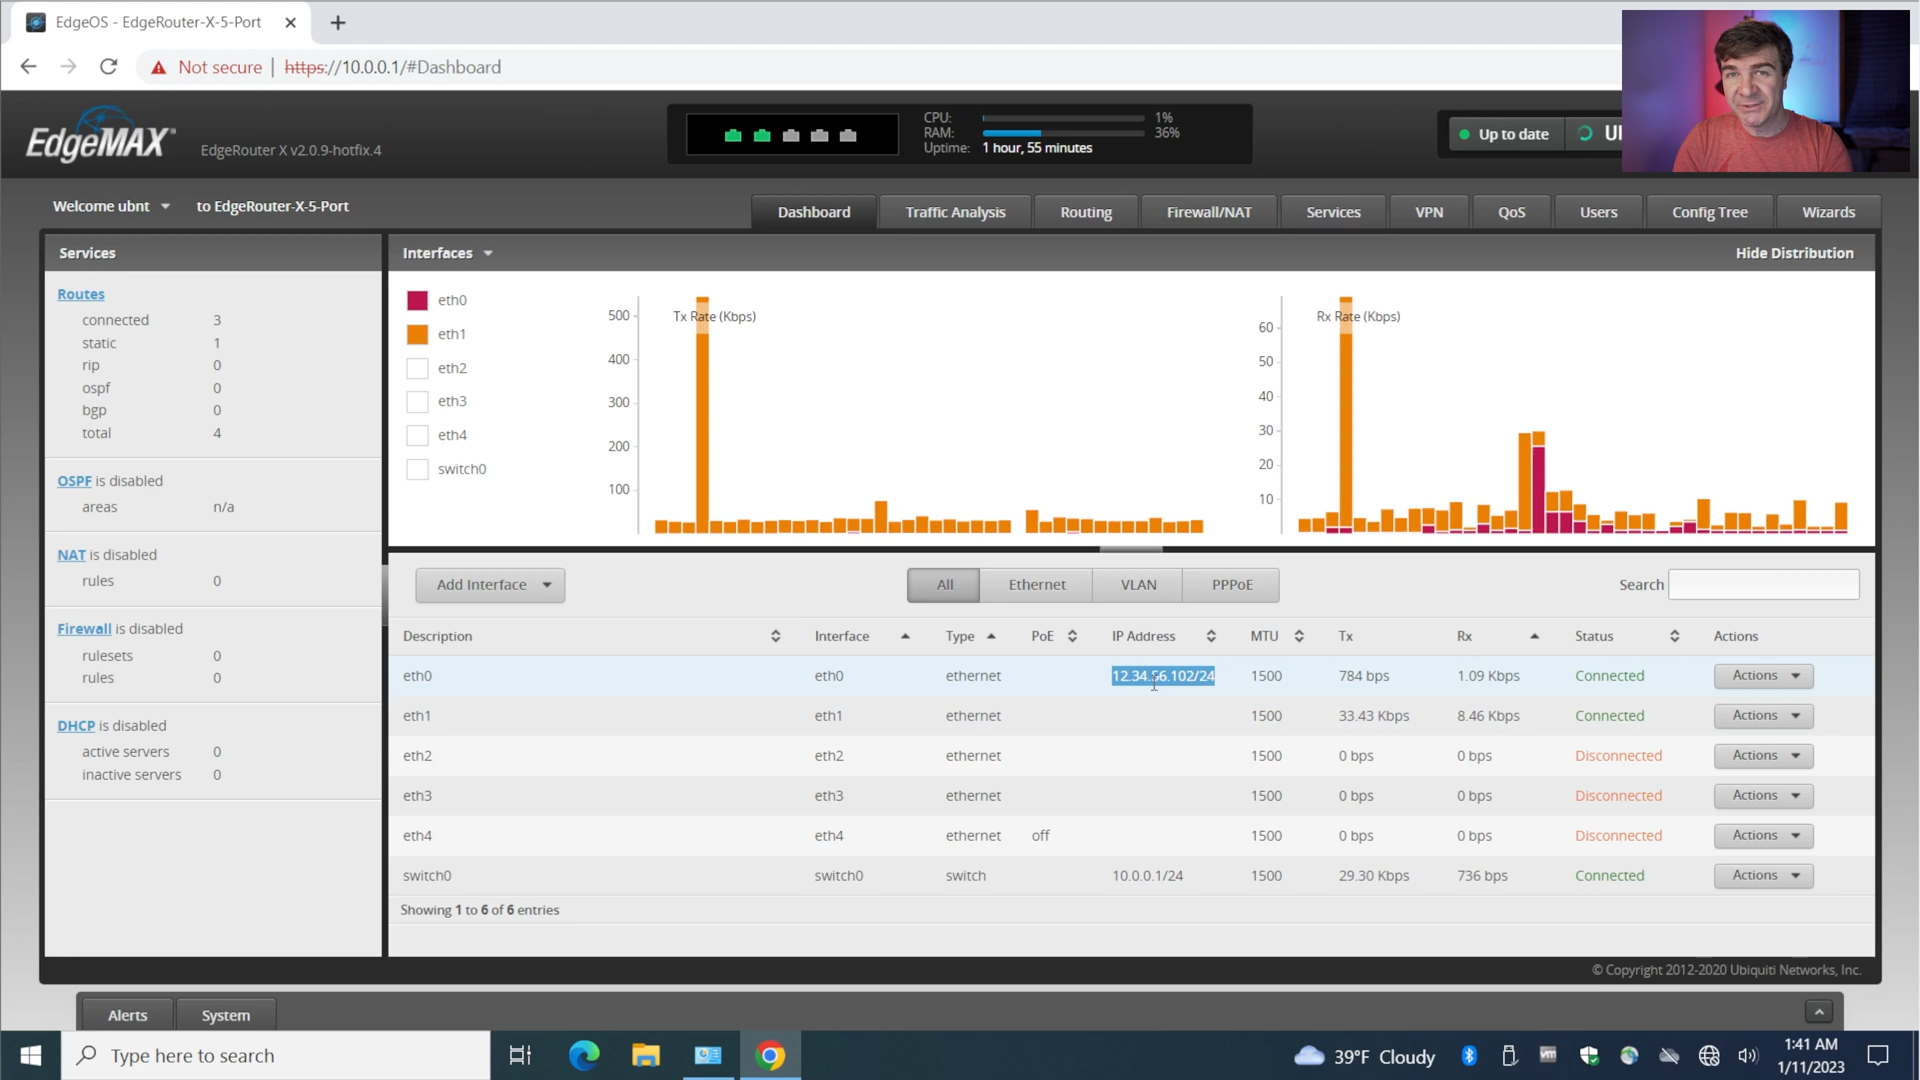 EdgeOS - EdgeRouter-X-5-Port
Not secure | https://10.0.0.1/#Dashboard
EdgeMAX
EdgeRouter X v2.0.9-hotfix.4
CPU: 1%
RAM: 36%
Uptime: 1 hour, 55 minutes
Up to date
Welcome ubnt to EdgeRouter-X-5-Port
Dashboard Traffic Analysis Routing Firewall/NAT Services VPN QoS Users Config Tree Wizards
Services
Routes
connected 3
static 1
rip 0
ospf 0
bgp 0
total 4
OSPF is disabled
areas n/a
NAT is disabled
rules 0
Firewall is disabled
rulesets 0
rules 0
DHCP is disabled
active servers 0
inactive servers 0
Interfaces Hide Distribution
eth0
eth1
eth2
eth3
eth4
switch0
Tx Rate (Kbps)
500
400
300
200
100
Rx Rate (Kbps)
60
50
40
30
20
10
Add Interface All Ethernet VLAN PPPoE Search
Description Interface Type PoE IP Address MTU Tx Rx Status Actions
eth0 eth0 ethernet 12.34.56.102/24 1500 784 bps 1.09 Kbps Connected Actions
eth1 eth1 ethernet 1500 33.43 Kbps 8.46 Kbps Connected Actions
eth2 eth2 ethernet 1500 0 bps 0 bps Disconnected Actions
eth3 eth3 ethernet 1500 0 bps 0 bps Disconnected Actions
eth4 eth4 ethernet off 1500 0 bps 0 bps Disconnected Actions
switch0 switch0 switch 10.0.0.1/24 1500 29.30 Kbps 736 bps Connected Actions
Showing 1 to 6 of 6 entries
© Copyright 2012-2020 Ubiquiti Networks, Inc.
Alerts System
Type here to search
39°F Cloudy
1:41 AM
1/11/2023